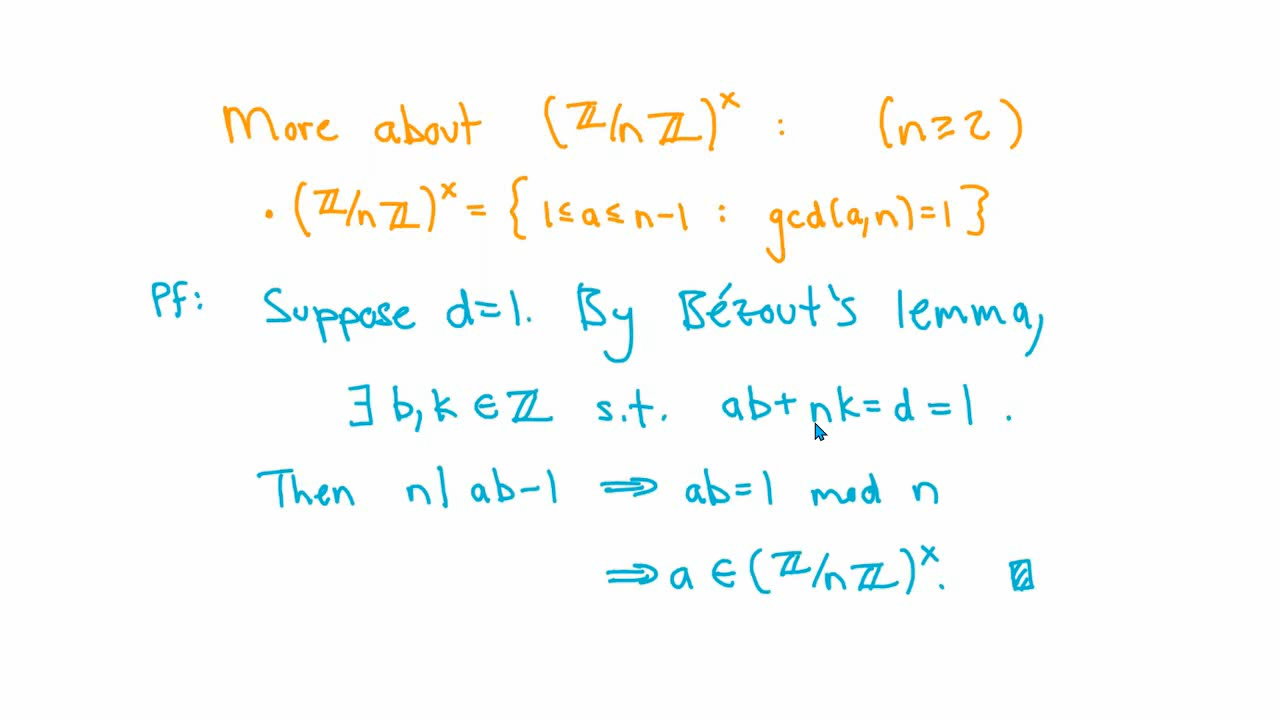 More about (ℤ/nℤ)^× : (n≥2)
• (ℤ/nℤ)^× = { 1≤a≤n-1 : gcd(a,n)=1 }
Pf: Suppose d=1. By Bézout's lemma,
∃ b,k ∈ ℤ s.t. ab+nk=d=1.
Then n | ab-1 ⟹ ab=1 mod n
⟹ a ∈ (ℤ/nℤ)^×.